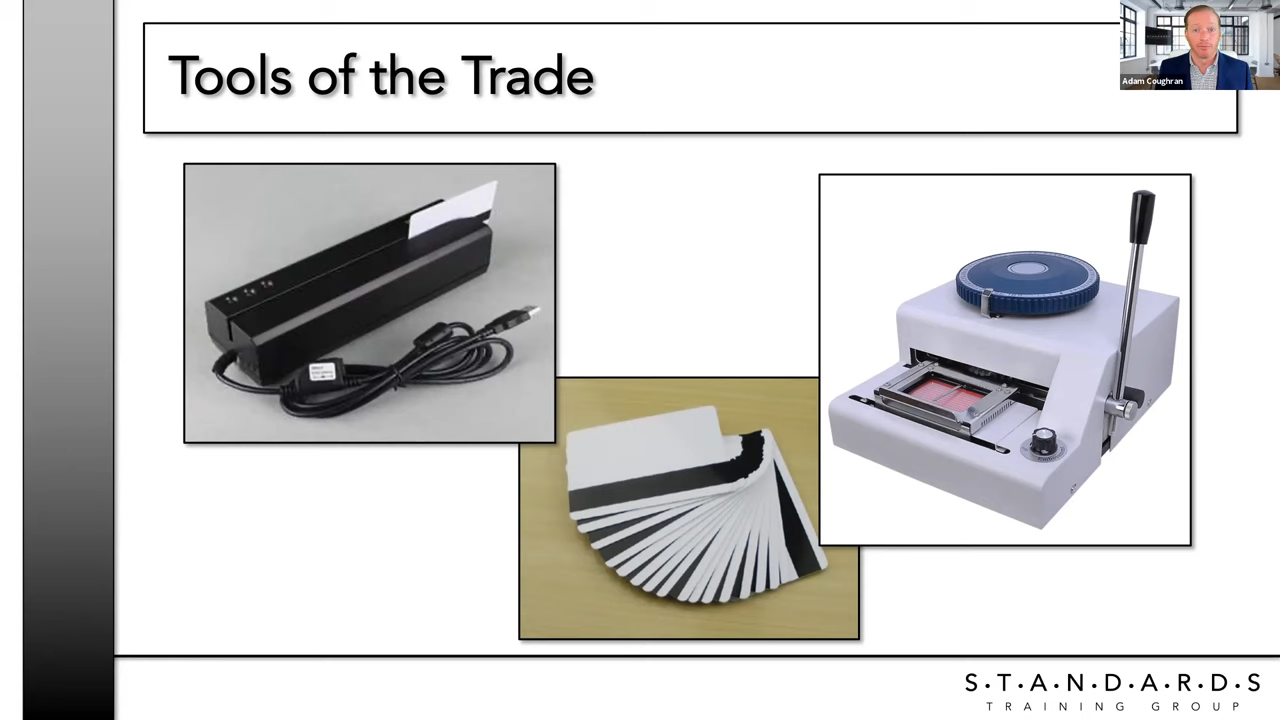 Tools of the Trade
Adam Coughran
S·T·A·N·D·A·R·D·S
TRAINING GROUP